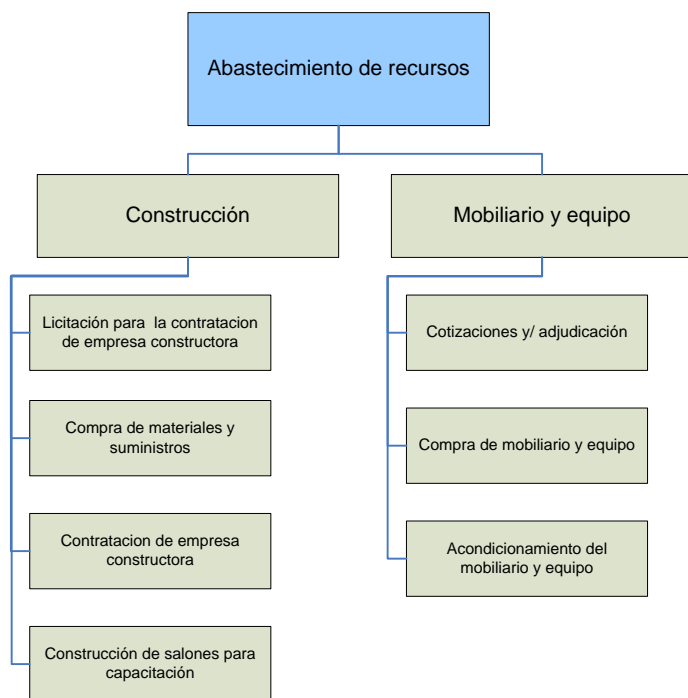 Abastecimiento de recursos
Construcción
Mobiliario y equipo
Licitación para la contratacion
de empresa constructora
Compra de materiales y
suministros
Contratacion de empresa
constructora
Construcción de salones para
capacitación
Cotizaciones y/ adjudicación
Compra de mobiliario y equipo
Acondicionamiento del
mobiliario y equipo